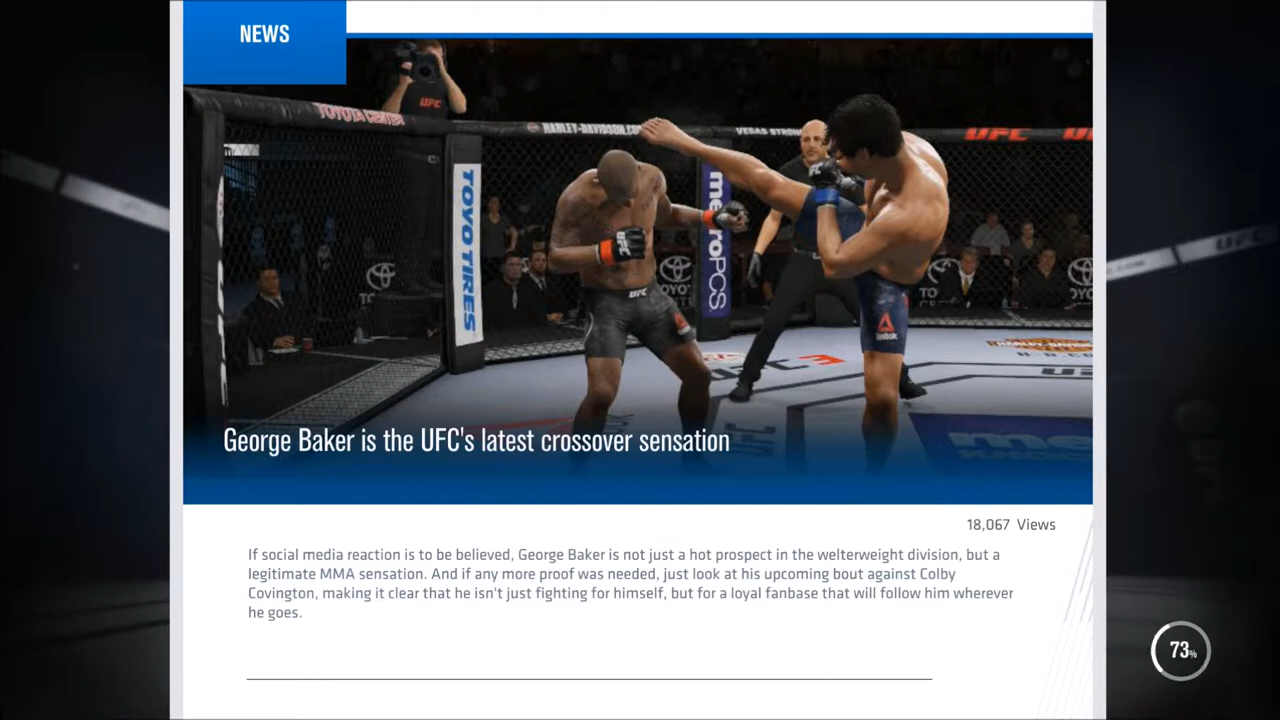 NEWS
UFC
TOYOTA CENTER
HARLEY-DAVIDSON.CO
VEGAS STRONG
UFC
TOYO TIRES
metroPCS
UFC
UFC
Reebok
George Baker is the UFC's latest crossover sensation
18,067 Views
If social media reaction is to be believed, George Baker is not just a hot prospect in the welterweight division, but a
legitimate MMA sensation. And if any more proof was needed, just look at his upcoming bout against Colby
Covington, making it clear that he isn't just fighting for himself, but for a loyal fanbase that will follow him wherever
he goes.
73%